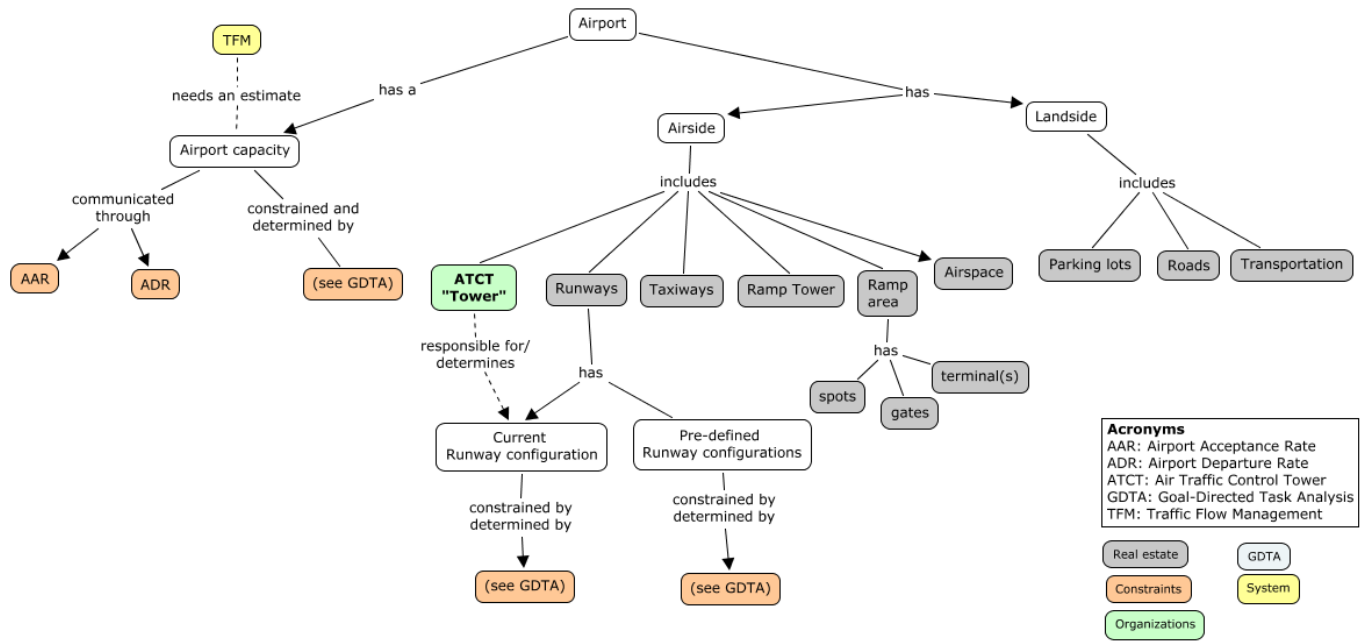 Airport
TFM
needs an estimate
has a
has
Airport capacity
Airside
Landside
communicated
through
constrained and
determined by
includes
includes
AAR
ADR
(see GDTA)
ATCT
"Tower"
Runways
Taxiways
Ramp Tower
Ramp
area
Airspace
Parking lots
Roads
Transportation
responsible for/
determines
has
has
spots
gates
terminal(s)
Current
Runway configuration
Pre-defined
Runway configurations
constrained by
determined by
constrained by
determined by
(see GDTA)
(see GDTA)
Acronyms
AAR: Airport Acceptance Rate
ADR: Airport Departure Rate
ATCT: Air Traffic Control Tower
GDTA: Goal-Directed Task Analysis
TFM: Traffic Flow Management
Real estate
GDTA
Constraints
System
Organizations